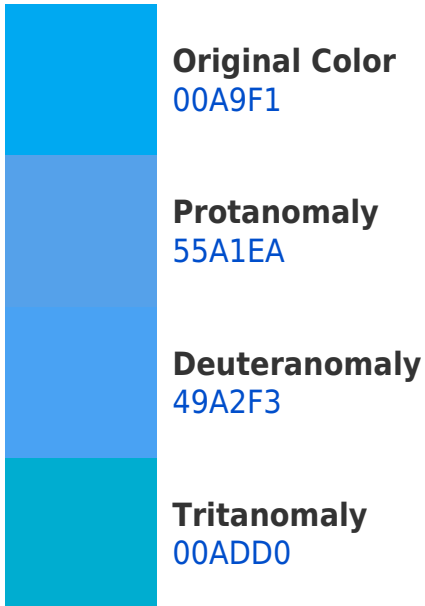 Original Color
00A9F1
Protanomaly
55A1EA
Deuteranomaly
49A2F3
Tritanomaly
00ADD0